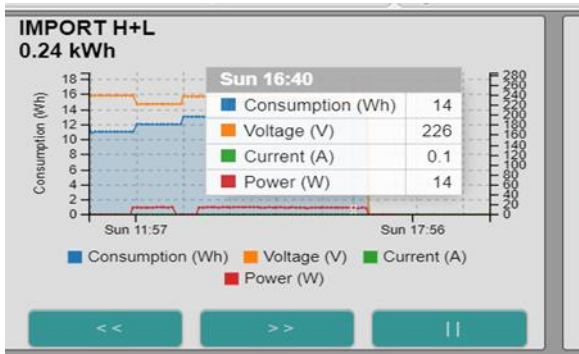 IMPORT H+L
0.24 kWh
Consumption (Wh)
18
16
14
12
10
8
6
4
2
0
Sun 16:40
Consumption (Wh) 14
Voltage (V) 226
Current (A) 0.1
Power (W) 14
280
260
240
220
200
180
160
140
120
100
80
60
40
20
0
Sun 11:57
Sun 17:56
Consumption (Wh) Voltage (V) Current (A)
Power (W)
<< >> ||